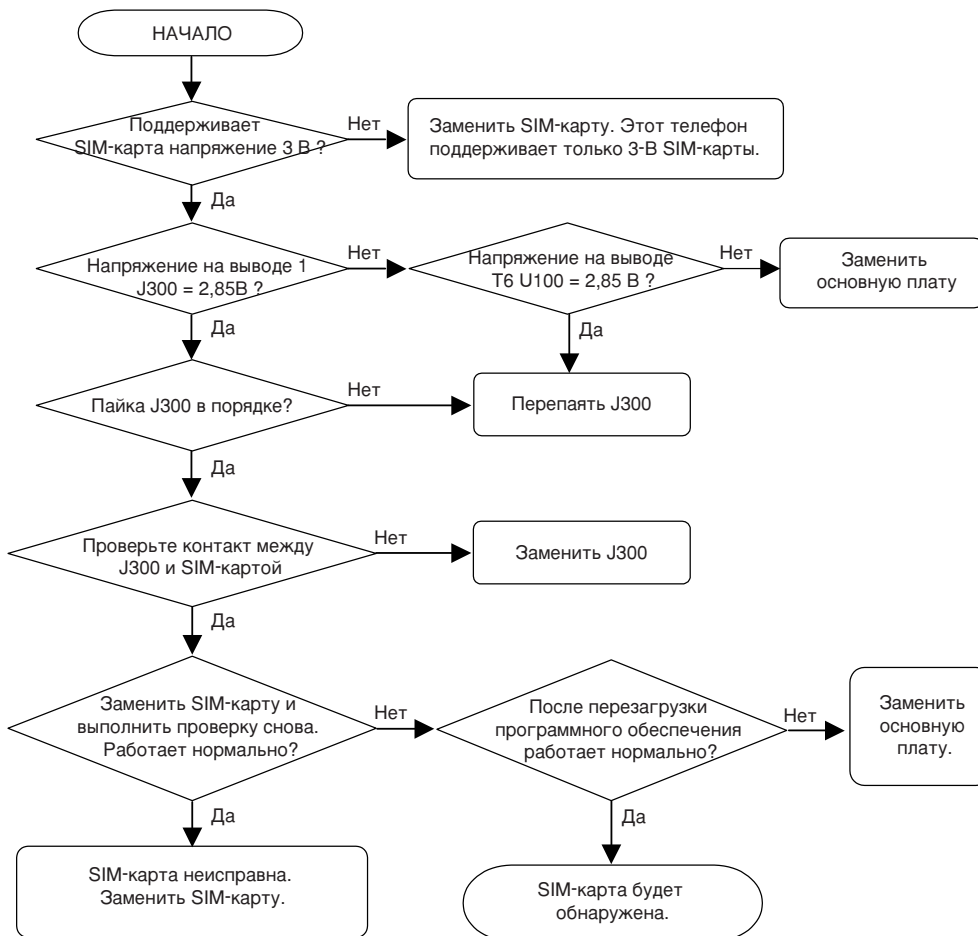 НАЧАЛО
Поддерживает
SIM-карта напряжение 3 В ?
Нет
Заменить SIM-карту. Этот телефон
поддерживает только 3-В SIM-карты.
Да
Напряжение на выводе 1
J300 = 2,85В ?
Нет
Напряжение на выводе
T6 U100 = 2,85 В ?
Нет
Заменить
основную плату
Да
Да
Пайка J300 в порядке?
Нет
Перепаять J300
Да
Проверьте контакт между
J300 и SIM-картой
Нет
Заменить J300
Да
Заменить SIM-карту и
выполнить проверку снова.
Работает нормально?
Нет
После перезагрузки
программного обеспечения
работает нормально?
Нет
Заменить
основную
плату.
Да
Да
SIM-карта неисправна.
Заменить SIM-карту.
SIM-карта будет
обнаружена.